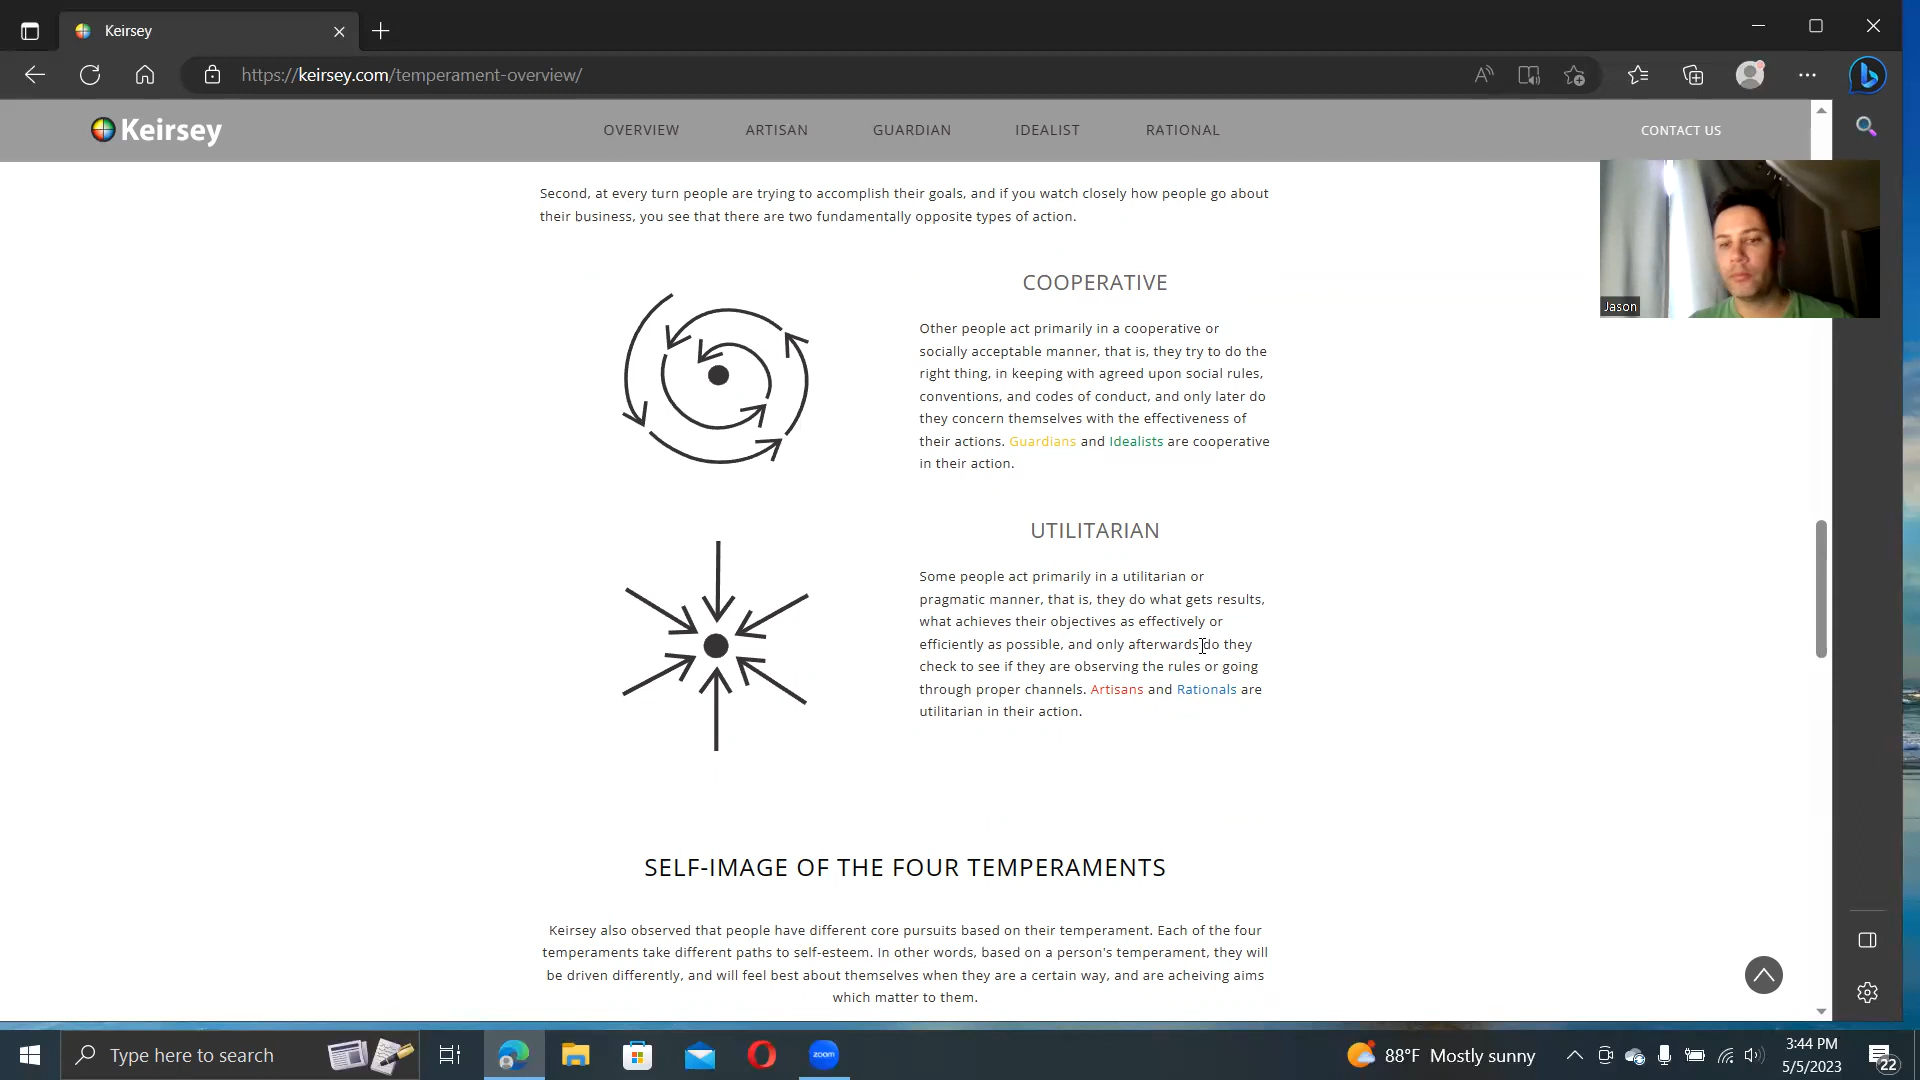 Keirsey
https://keirsey.com/temperament-overview/
Keirsey
OVERVIEW
ARTISAN
GUARDIAN
IDEALIST
RATIONAL
CONTACT US
Second, at every turn people are trying to accomplish their goals, and if you watch closely how people go about
their business, you see that there are two fundamentally opposite types of action.
Jason
COOPERATIVE
Other people act primarily in a cooperative or
socially acceptable manner, that is, they try to do the
right thing, in keeping with agreed upon social rules,
conventions, and codes of conduct, and only later do
they concern themselves with the effectiveness of
their actions. Guardians and Idealists are cooperative
in their action.
UTILITARIAN
Some people act primarily in a utilitarian or
pragmatic manner, that is, they do what gets results,
what achieves their objectives as effectively or
efficiently as possible, and only afterwards do they
check to see if they are observing the rules or going
through proper channels. Artisans and Rationals are
utilitarian in their action.
SELF-IMAGE OF THE FOUR TEMPERAMENTS
Keirsey also observed that people have different core pursuits based on their temperament. Each of the four
temperaments take different paths to self-esteem. In other words, based on a person's temperament, they will
be driven differently, and will feel best about themselves when they are a certain way, and are acheiving aims
which matter to them.
Type here to search
zoom
88°F Mostly sunny
3:44 PM
5/5/2023
22